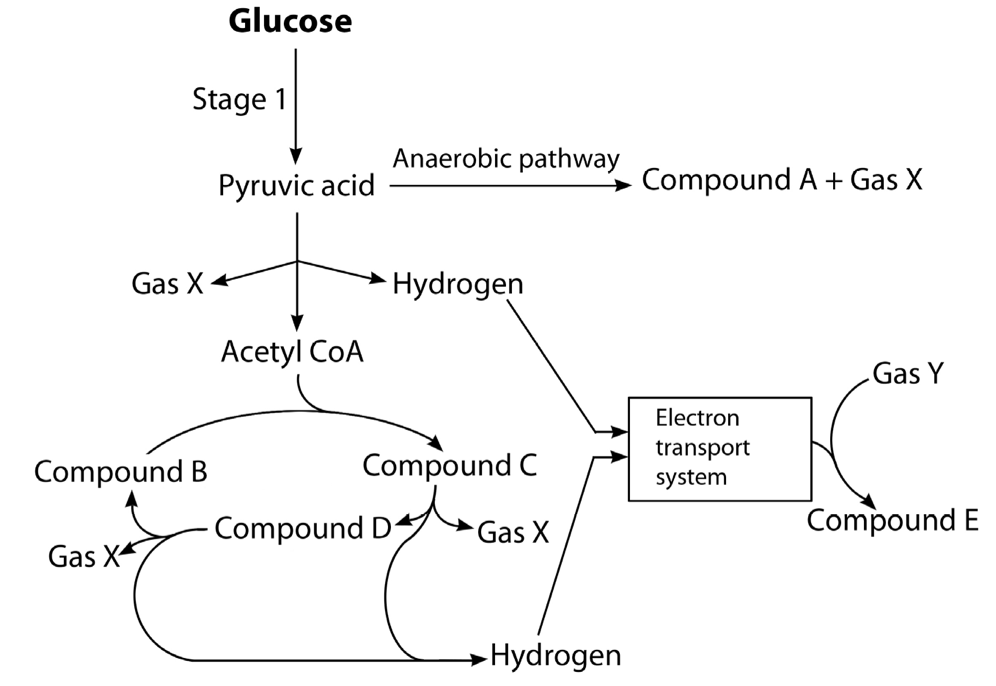 Glucose
Stage 1
Anaerobic pathway
Pyruvic acid
Compound A + Gas X
Gas X
Hydrogen
Acetyl CoA
Gas Y
Electron
transport
system
Compound B
Compound C
Compound E
Compound D
Gas X
Gas X
Hydrogen